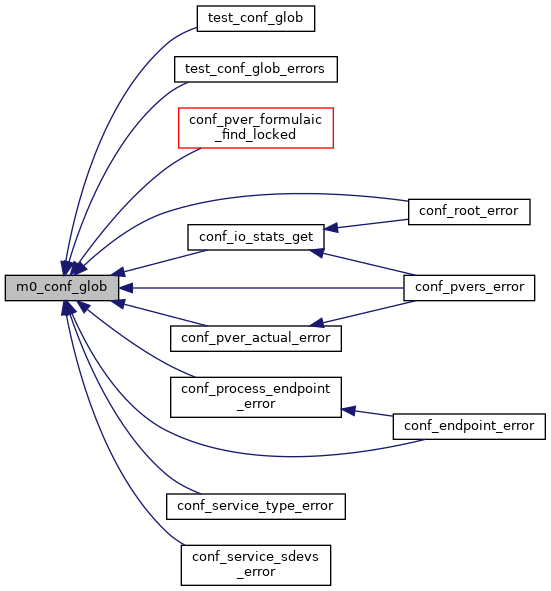 test_conf_glob
test_conf_glob_errors
conf_pver_formulaic
_find_locked
conf_root_error
conf_io_stats_get
m0_conf_glob
conf_pvers_error
conf_pver_actual_error
conf_process_endpoint
_error
conf_endpoint_error
conf_service_type_error
conf_service_sdevs
_error